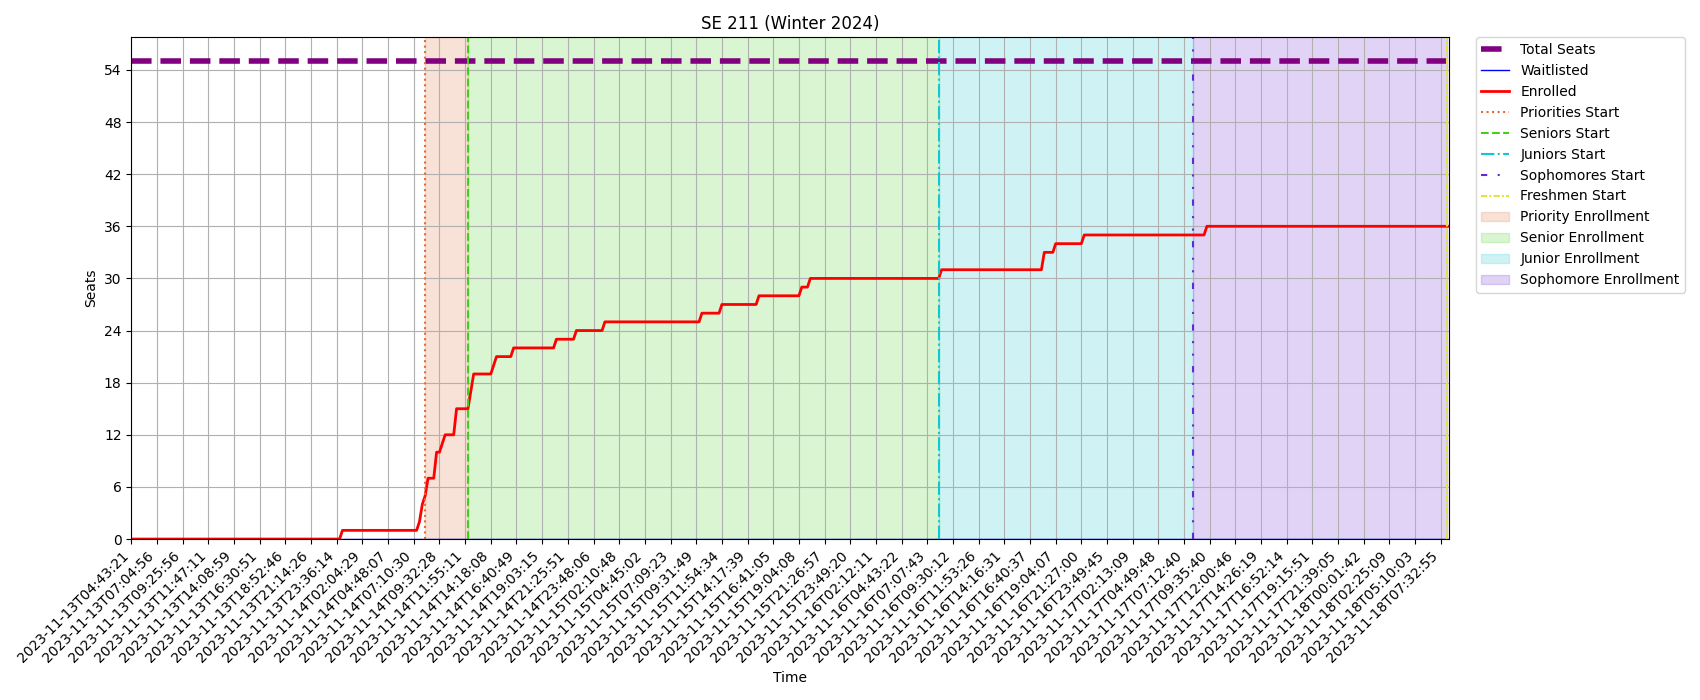 SE 211 (Winter 2024)
Seats
54
48
42
36
30
24
18
12
6
0
2023-11-13T04:43:21
2023-11-13T07:04:56
2023-11-13T09:25:56
2023-11-13T11:47:11
2023-11-13T14:08:59
2023-11-13T16:30:51
2023-11-13T18:52:46
2023-11-13T21:14:26
2023-11-13T23:36:14
2023-11-14T02:04:29
2023-11-14T04:48:07
2023-11-14T07:10:30
2023-11-14T09:32:28
2023-11-14T11:55:11
2023-11-14T14:18:08
2023-11-14T16:40:49
2023-11-14T19:03:15
2023-11-14T21:25:51
2023-11-14T23:48:06
2023-11-15T02:10:48
2023-11-15T04:45:02
2023-11-15T07:09:23
2023-11-15T09:31:49
2023-11-15T11:54:34
2023-11-15T14:17:39
2023-11-15T16:41:05
2023-11-15T19:04:08
2023-11-15T21:26:57
2023-11-15T23:49:20
2023-11-16T02:12:11
2023-11-16T04:43:22
2023-11-16T07:07:43
2023-11-16T09:30:12
2023-11-16T11:53:26
2023-11-16T14:16:31
2023-11-16T16:40:37
2023-11-16T19:04:07
2023-11-16T21:27:00
2023-11-16T23:49:45
2023-11-17T02:13:09
2023-11-17T04:49:48
2023-11-17T07:12:40
2023-11-17T09:35:40
2023-11-17T12:00:46
2023-11-17T14:26:19
2023-11-17T16:52:14
2023-11-17T19:15:51
2023-11-17T21:39:05
2023-11-18T00:01:42
2023-11-18T02:25:09
2023-11-18T05:10:03
2023-11-18T07:32:55
Time
Total Seats
Waitlisted
Enrolled
Priorities Start
Seniors Start
Juniors Start
Sophomores Start
Freshmen Start
Priority Enrollment
Senior Enrollment
Junior Enrollment
Sophomore Enrollment